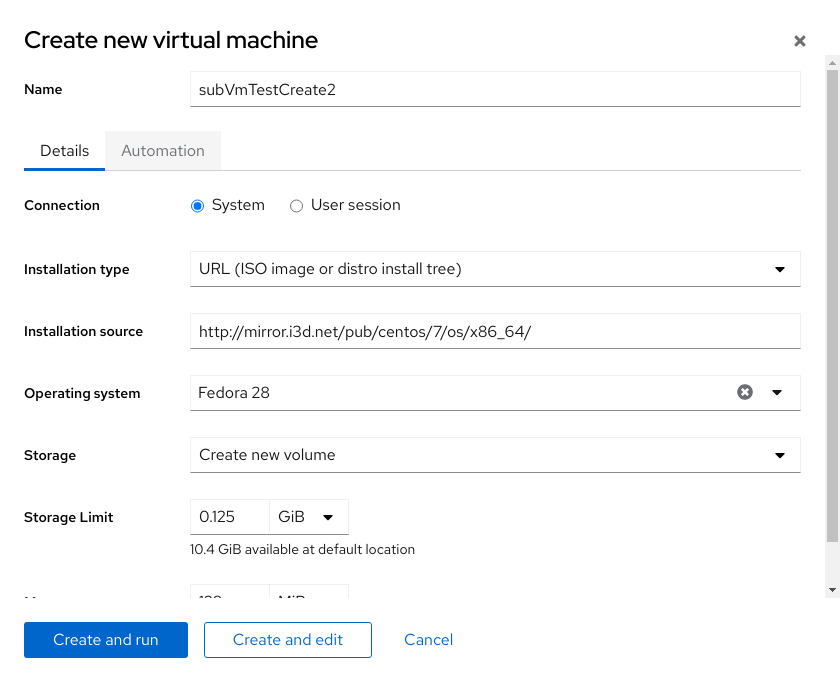 Create new virtual machine
Name
subVmTestCreate2
Details
Automation
Connection
System
User session
Installation type
URL (ISO image or distro install tree)
Installation source
http://mirror.i3d.net/pub/centos/7/os/x86_64/
Operating system
Fedora 28
Storage
Create new volume
Storage Limit
0.125
GiB
10.4 GiB available at default location
MiB
Create and run
Create and edit
Cancel